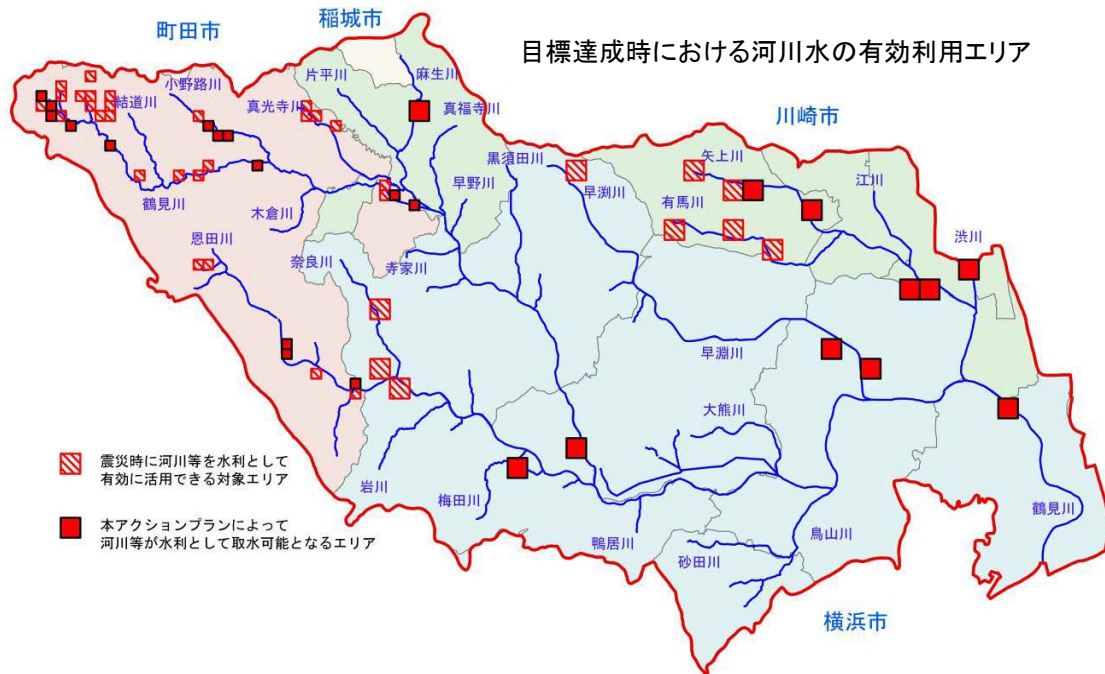 目標達成時における河川水の有効利用エリア
稲城市
町田市
川崎市
横浜市
小野路川
片平川
麻生川
結道川
真光寺川
真福寺川
黒須田川
早渕川
矢上川
江川
早野川
有馬川
鶴見川
木倉川
恩田川
奈良川
寺家川
渋川
早淵川
大熊川
岩川
梅田川
鴨居川
鳥山川
砂田川
鶴見川
震災時に河川等を水利として
有効に活用できる対象エリア
本アクションプランによって
河川等が水利として取水可能となるエリア